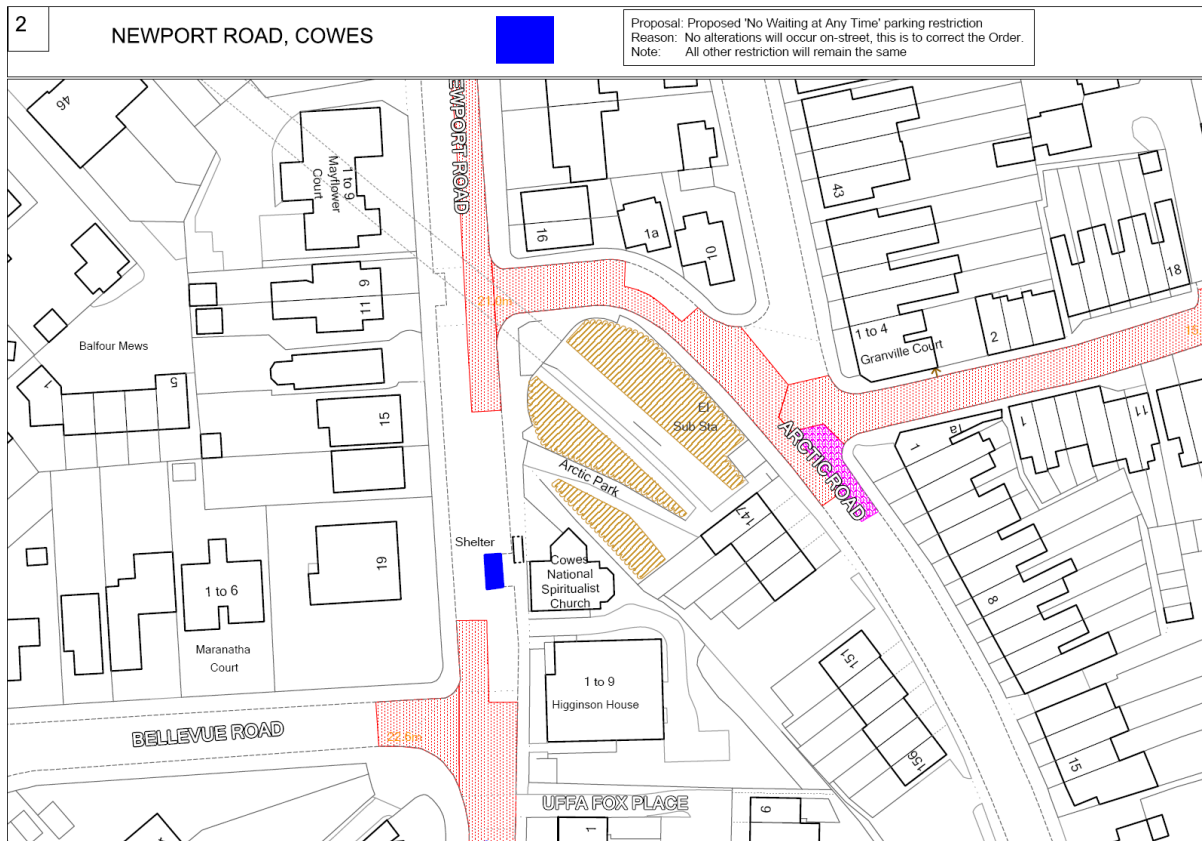 2
NEWPORT ROAD, COWES
Proposal: Proposed 'No Waiting at Any Time' parking restriction
Reason: No alterations will occur on-street, this is to correct the Order.
Note: All other restriction will remain the same
46
1 to 9
Mayflower
Court
EWPORT ROAD
16
1a
10
43
18
9
11
21.0m
Balfour Mews
1
5
15
1 to 4
Granville Court
2
El
Sub Sta
ARCTIC ROAD
1
1a
1
11
Arctic Park
147
Shelter
Cowes
National
Spiritualist
Church
19
1 to 6
Maranatha
Court
8
151
156
15
1 to 9
Higginson House
BELLEVUE ROAD
22.6m
UFFA FOX PLACE
1
9